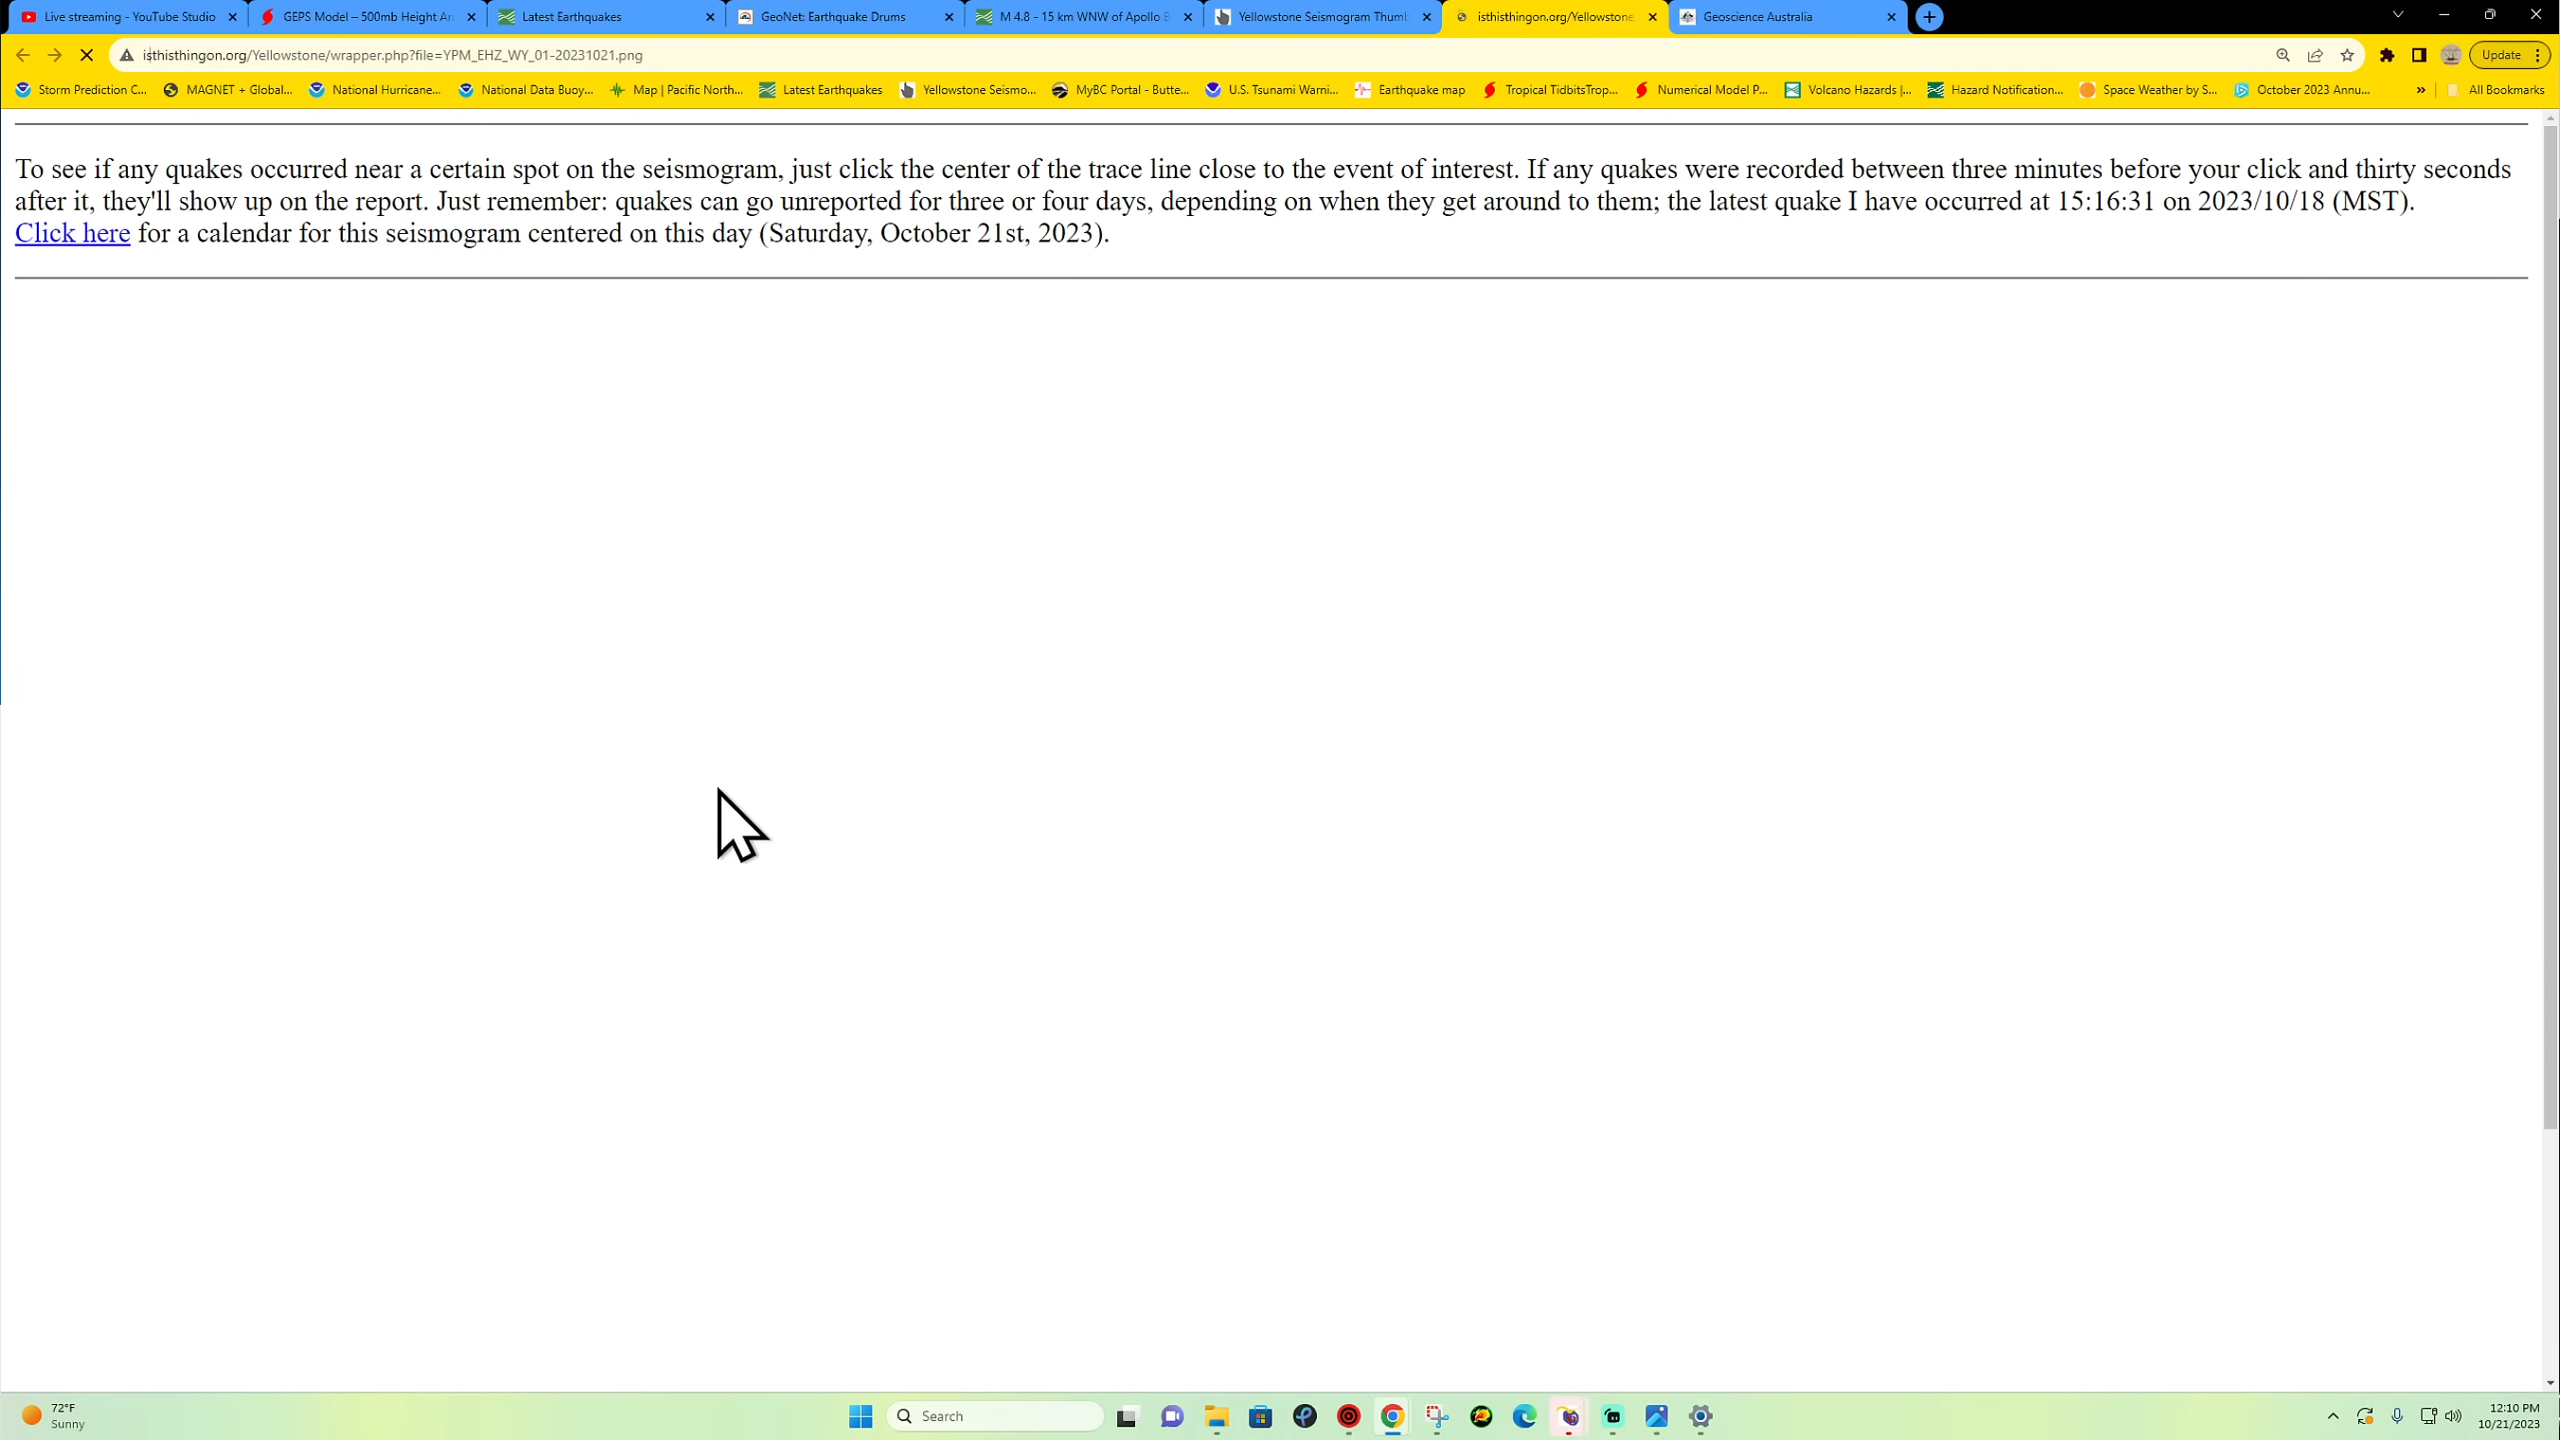 Live streaming - YouTube Studio
GEPS Model – 500mb Height An
Latest Earthquakes
GeoNet: Earthquake Drums
M 4.8 - 15 km WNW of Apollo B
Yellowstone Seismogram Thumb
isthisthingon.org/Yellowstone
Geoscience Australia
isthisthingon.org/Yellowstone/wrapper.php?file=YPM_EHZ_WY_01-20231021.png
Update
Storm Prediction C...
MAGNET + Global...
National Hurricane...
National Data Buoy...
Map | Pacific North...
Latest Earthquakes
Yellowstone Seismo...
MyBC Portal - Butte...
U.S. Tsunami Warni...
Earthquake map
Tropical TidbitsTrop...
Numerical Model P...
Volcano Hazards |...
Hazard Notification...
Space Weather by S...
October 2023 Annu...
»
All Bookmarks
To see if any quakes occurred near a certain spot on the seismogram, just click the center of the trace line close to the event of interest. If any quakes were recorded between three minutes before your click and thirty seconds
after it, they'll show up on the report. Just remember: quakes can go unreported for three or four days, depending on when they get around to them; the latest quake I have occurred at 15:16:31 on 2023/10/18 (MST).
Click here for a calendar for this seismogram centered on this day (Saturday, October 21st, 2023).
72°F
Sunny
Search
12:10 PM
10/21/2023